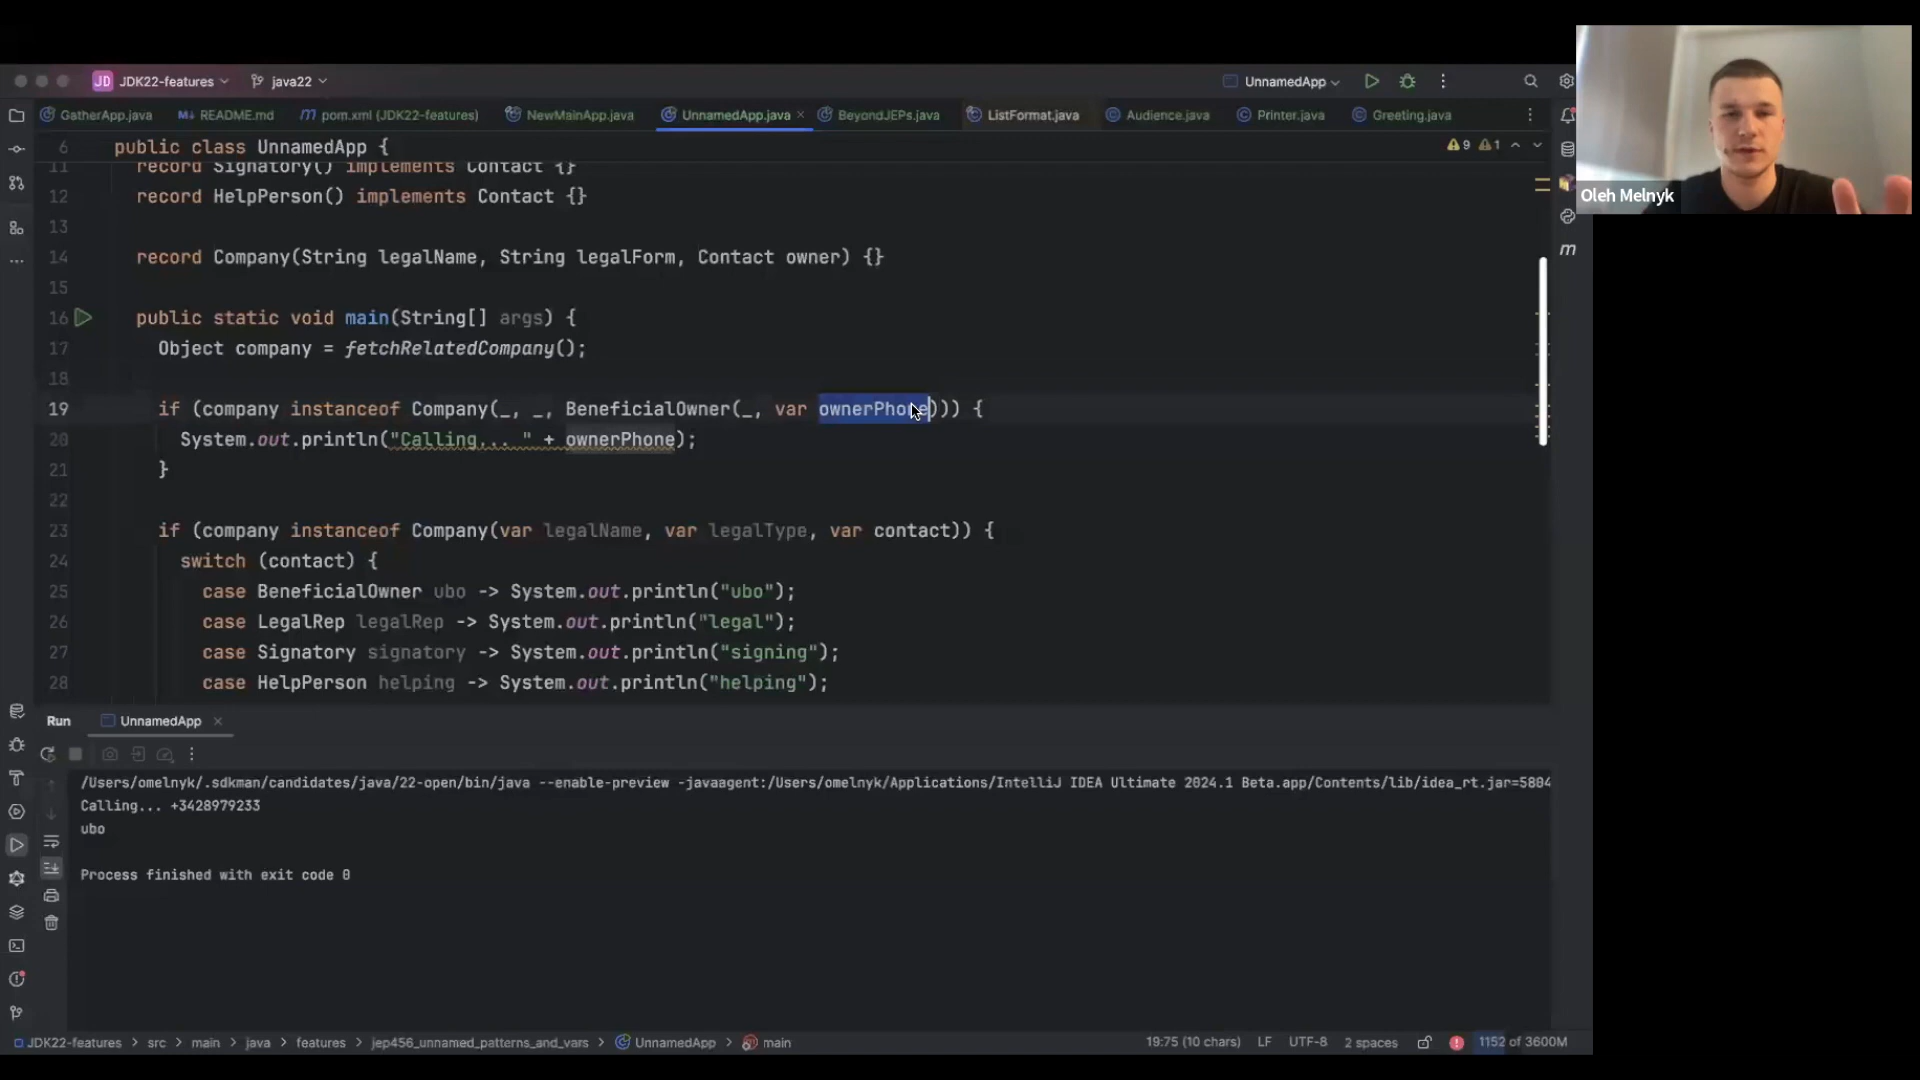 JD JDK22-features java22 UnnamedApp
GatherApp.java README.md pom.xml (JDK22-features) NewMainApp.java UnnamedApp.java BeyondJEPs.java ListFormat.java Audience.java Printer.java Greeting.java
6 public class UnnamedApp { 9 1
11 record Signatory() implements Contact {}
12 record HelpPerson() implements Contact {}
13
14 record Company(String legalName, String legalForm, Contact owner) {}
15
16 public static void main(String[] args) {
17 Object company = fetchRelatedCompany();
18
19 if (company instanceof Company(_, _, BeneficialOwner(_, var ownerPhone))) {
20 System.out.println("Calling... " + ownerPhone);
21 }
22
23 if (company instanceof Company(var legalName, var legalType, var contact)) {
24 switch (contact) {
25 case BeneficialOwner ubo -> System.out.println("ubo");
26 case LegalRep legalRep -> System.out.println("legal");
27 case Signatory signatory -> System.out.println("signing");
28 case HelpPerson helping -> System.out.println("helping");
Run UnnamedApp
/Users/omelnyk/.sdkman/candidates/java/22-open/bin/java --enable-preview -javaagent:/Users/omelnyk/Applications/IntelliJ IDEA Ultimate 2024.1 Beta.app/Contents/lib/idea_rt.jar=5804
Calling... +3428979233
ubo
Process finished with exit code 0
JDK22-features > src > main > java > features > jep456_unnamed_patterns_and_vars > UnnamedApp > main 19:75 (10 chars) LF UTF-8 2 spaces 1152 of 3600M
Oleh Melnyk
m